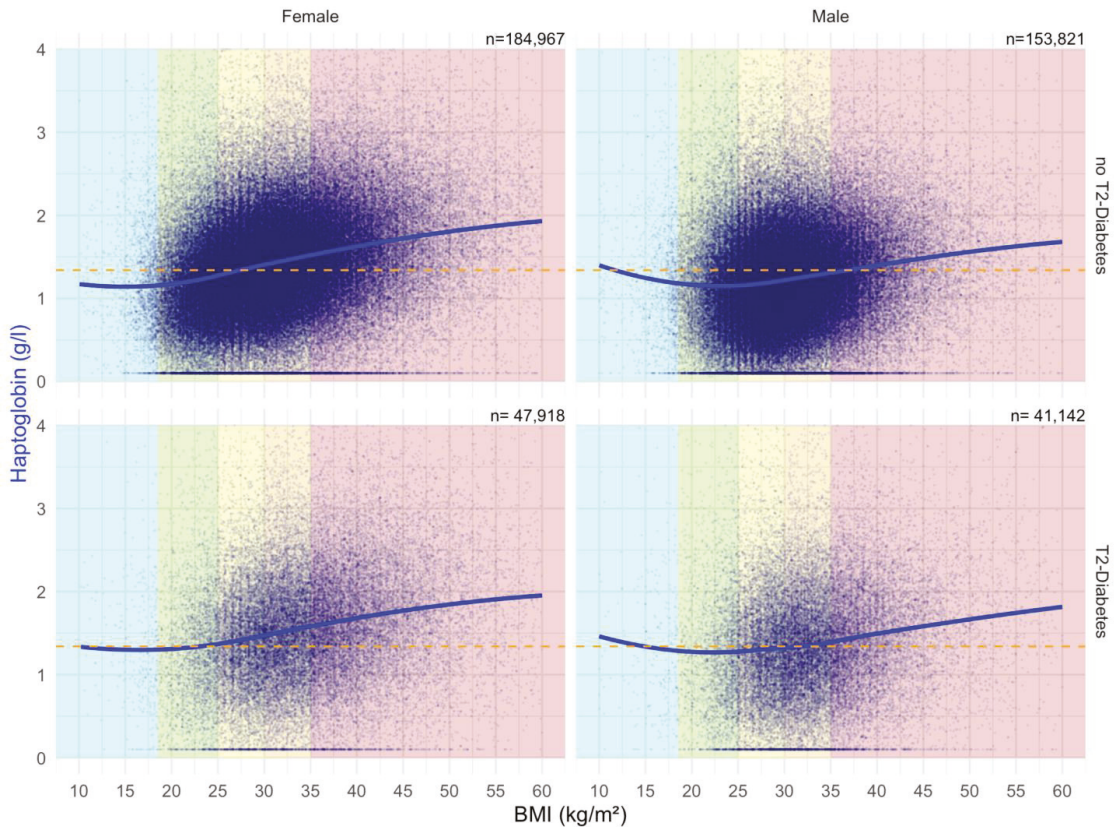 Female
Male
n=184,967
n=153,821
4
3
2
1
0
no T2-Diabetes
Haptoglobin (g/l)
n= 47,918
n= 41,142
4
3
2
1
0
T2-Diabetes
10 15 20 25 30 35 40 45 50 55 60
10 15 20 25 30 35 40 45 50 55 60
BMI (kg/m²)